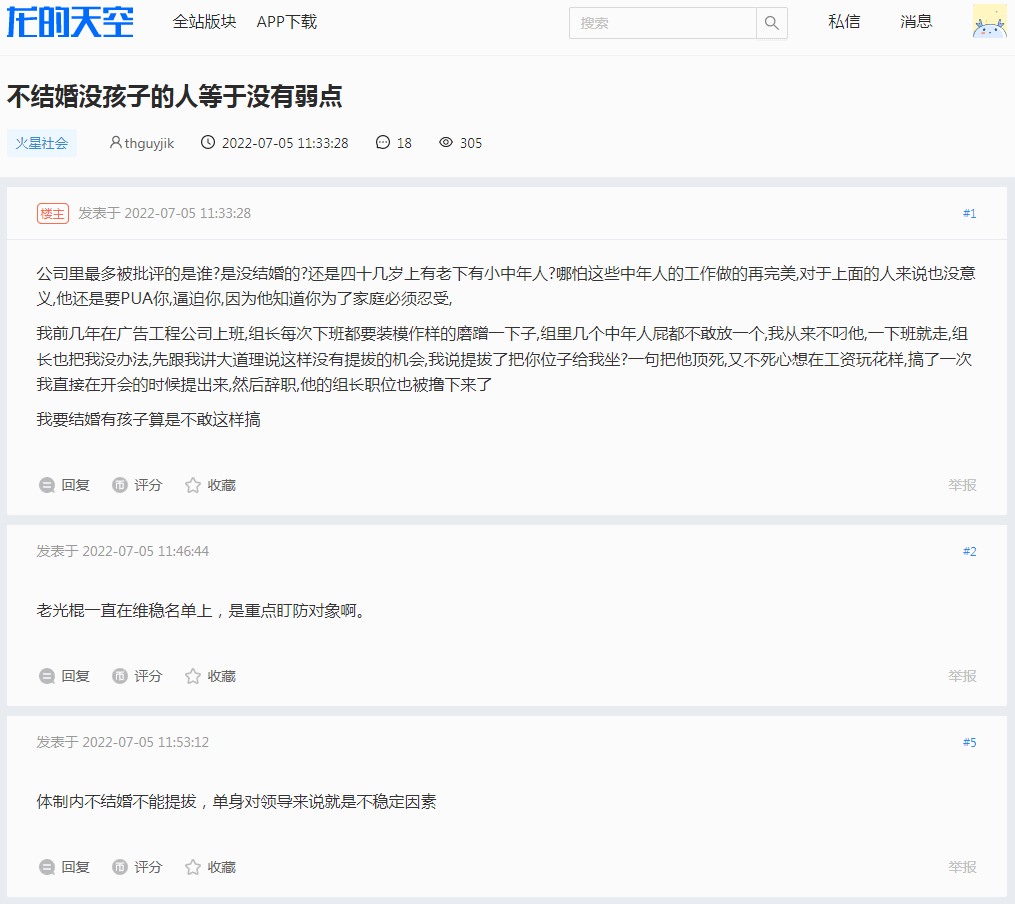 龙的天空 全站版块 APP下载 搜索 私信 消息
不结婚没孩子的人等于没有弱点
火星社会 thguyjik 2022-07-05 11:33:28 18 305
楼主 发表于 2022-07-05 11:33:28 #1
公司里最多被批评的是谁?是没结婚的?还是四十几岁上有老下有小中年人?哪怕这些中年人的工作做的再完美,对于上面的人来说也没意
义,他还是要PUA你,逼迫你,因为他知道你为了家庭必须忍受,
我前几年在广告工程公司上班,组长每次下班都要装模作样的磨蹭一下子,组里几个中年人屁都不敢放一个,我从来不叼他,一下班就走,组
长也把我没办法,先跟我讲大道理说这样没有提拔的机会,我说提拔了把你位子给我坐?一句把他顶死,又不死心想在工资玩花样,搞了一次
我直接在开会的时候提出来,然后辞职,他的组长职位也被撸下来了
我要结婚有孩子算是不敢这样搞
回复 评分 收藏 举报
发表于 2022-07-05 11:46:44 #2
老光棍一直在维稳名单上，是重点盯防对象啊。
回复 评分 收藏 举报
发表于 2022-07-05 11:53:12 #5
体制内不结婚不能提拔，单身对领导来说就是不稳定因素
回复 评分 收藏 举报